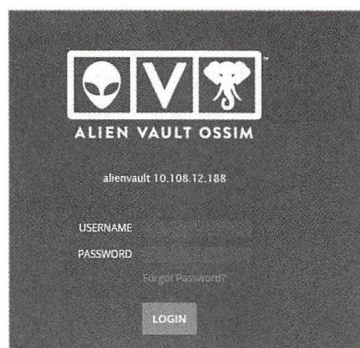 V
ALIEN VAULT OSSIM
alienvault 10.108.12.188
USERNAME
PASSWORD
Forgot Password?
LOGIN